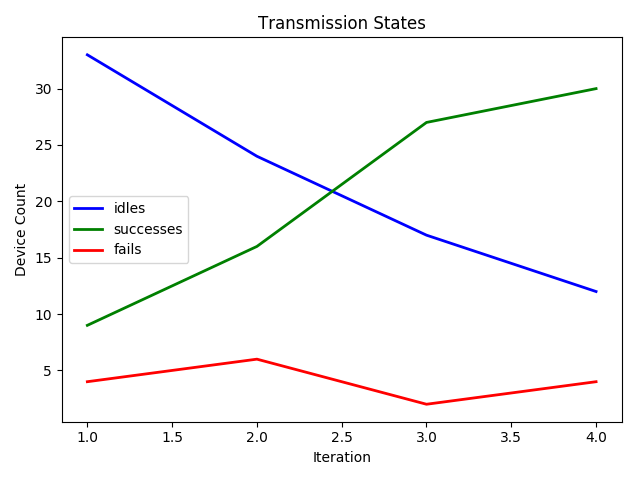 Transmission States
Device Count
30
25
20
15
10
5
idles
successes
fails
1.0 1.5 2.0 2.5 3.0 3.5 4.0
Iteration